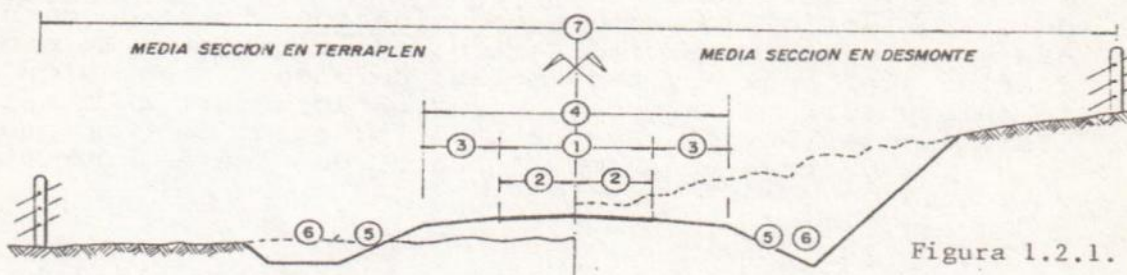 7
MEDIA SECCION EN TERRAPLEN
MEDIA SECCION EN DESMONTE
4
3 1 3
2 2
6 5 5 6
Figura 1.2.1.